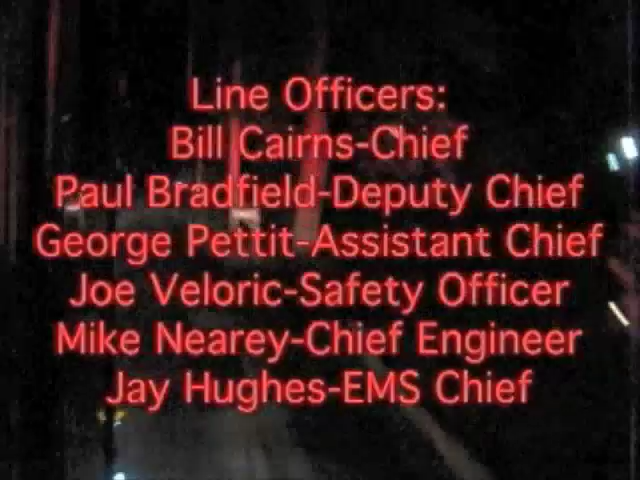 Line Officers:
Bill Cairns-Chief
Paul Bradfield-Deputy Chief
George Pettit-Assistant Chief
Joe Veloric-Safety Officer
Mike Nearey-Chief Engineer
Jay Hughes-EMS Chief